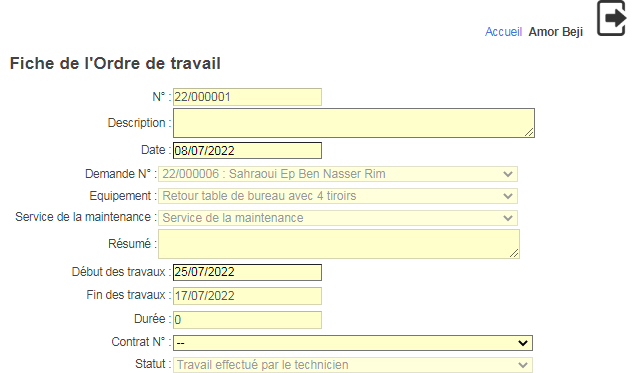 Accueil Amor Beji
Fiche de l'Ordre de travail
N° : 22/000001
Description :
Date : 08/07/2022
Demande N° : 22/000006 : Sahraoui Ep Ben Nasser Rim
Equipement : Retour table de bureau avec 4 tiroirs
Service de la maintenance : Service de la maintenance
Résumé :
Début des travaux : 25/07/2022
Fin des travaux : 17/07/2022
Durée : 0
Contrat N° : --
Statut : Travail effectué par le technicien